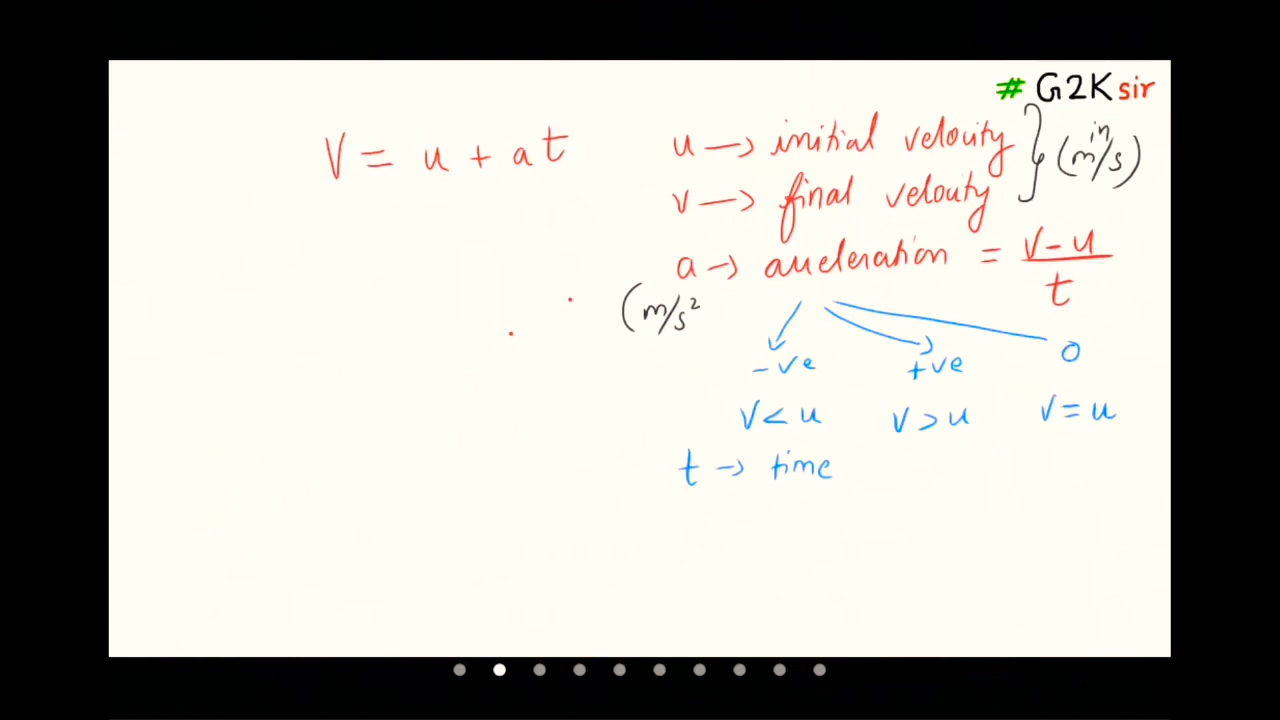 # G2K sir
V = u + at
u → initial velocity
v → final velocity
} (in m/s)
a → acceleration = v-u/t
(m/s²
-ve +ve 0
v < u v > u v = u
t → time